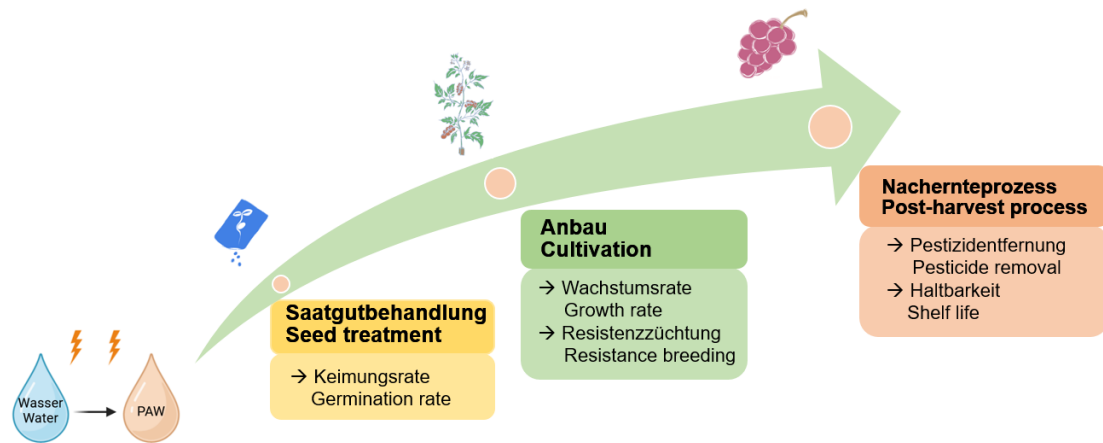 Wasser
Water
PAW
Saatgutbehandlung
Seed treatment
→ Keimungsrate
Germination rate
Anbau
Cultivation
→ Wachstumsrate
Growth rate
→ Resistenzzüchtung
Resistance breeding
Nachernteprozess
Post-harvest process
→ Pestizidentfernung
Pesticide removal
→ Haltbarkeit
Shelf life